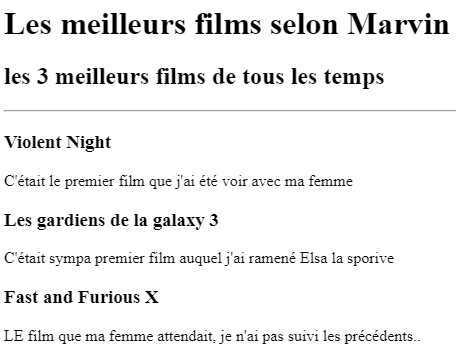 Les meilleurs films selon Marvin
les 3 meilleurs films de tous les temps
Violent Night
C'était le premier film que j'ai été voir avec ma femme
Les gardiens de la galaxy 3
C'était sympa premier film auquel j'ai ramené Elsa la sporive
Fast and Furious X
LE film que ma femme attendait, je n'ai pas suivi les précédents..